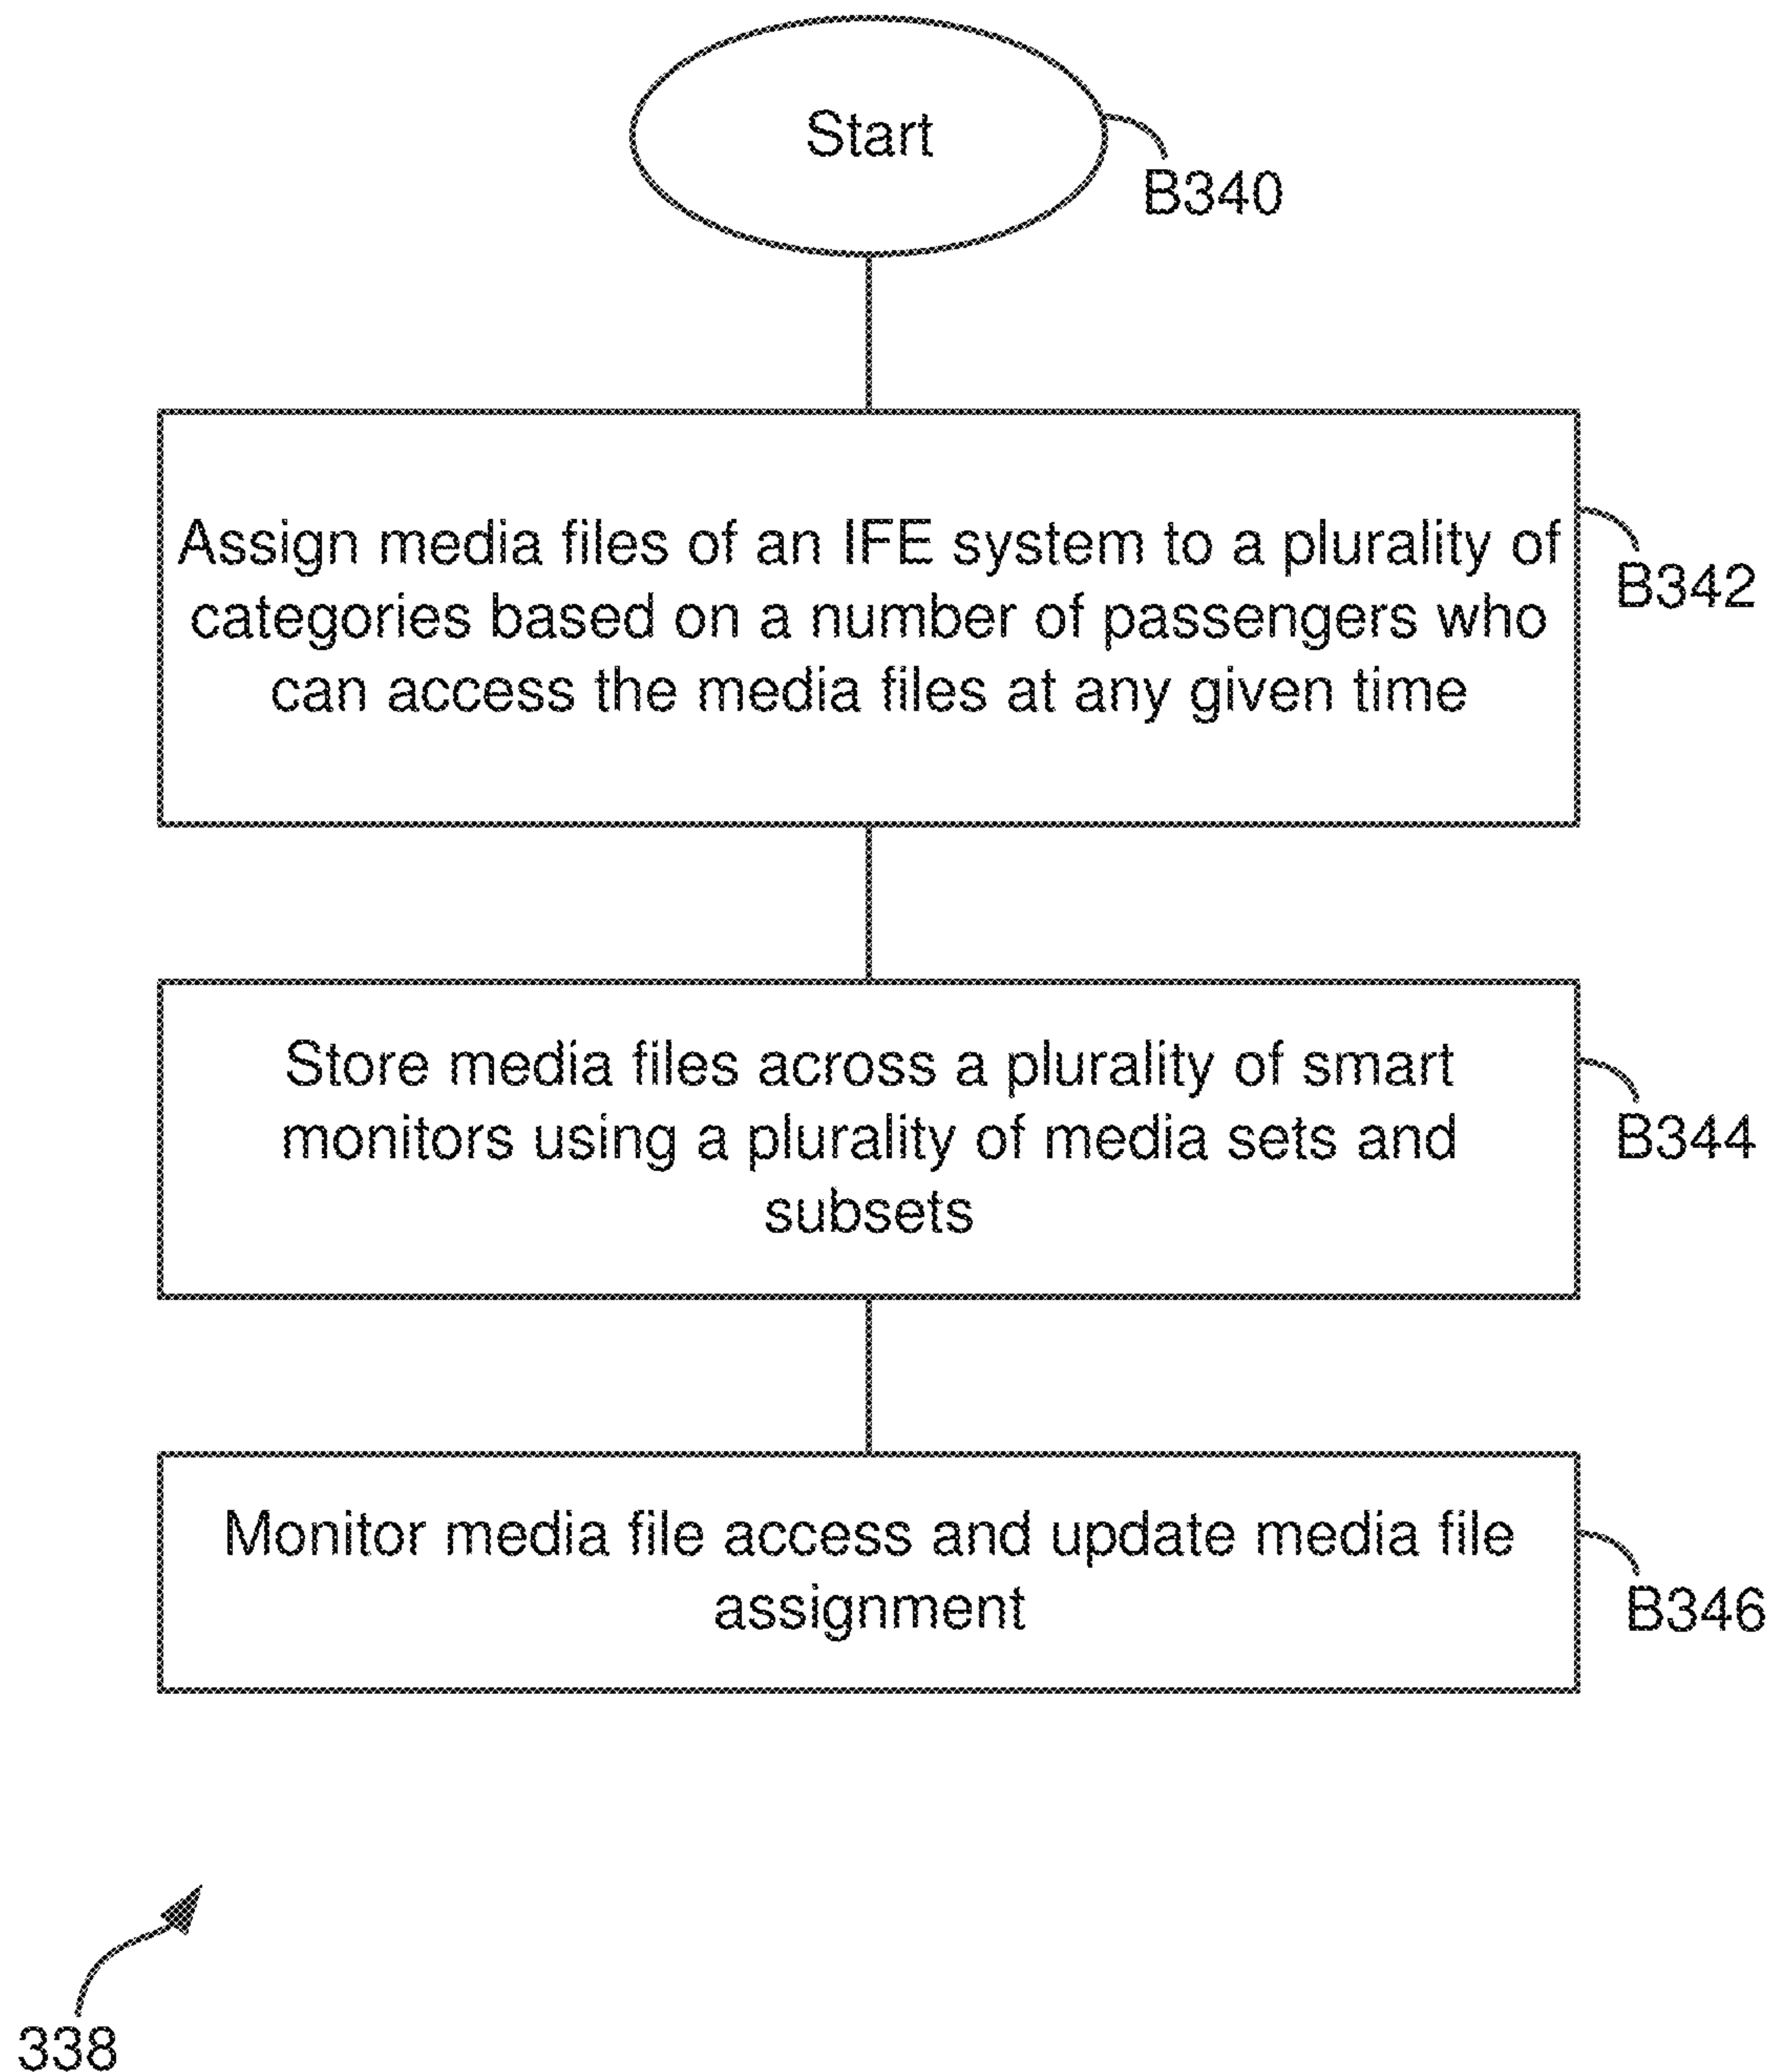 Start
B340
Assign media files of an IFE system to a plurality of
categories based on a number of passengers who
can access the media files at any given time
B342
Store media files across a plurality of smart
monitors using a plurality of media sets and
subsets
B344
Monitor media file access and update media file
assignment
B346
338